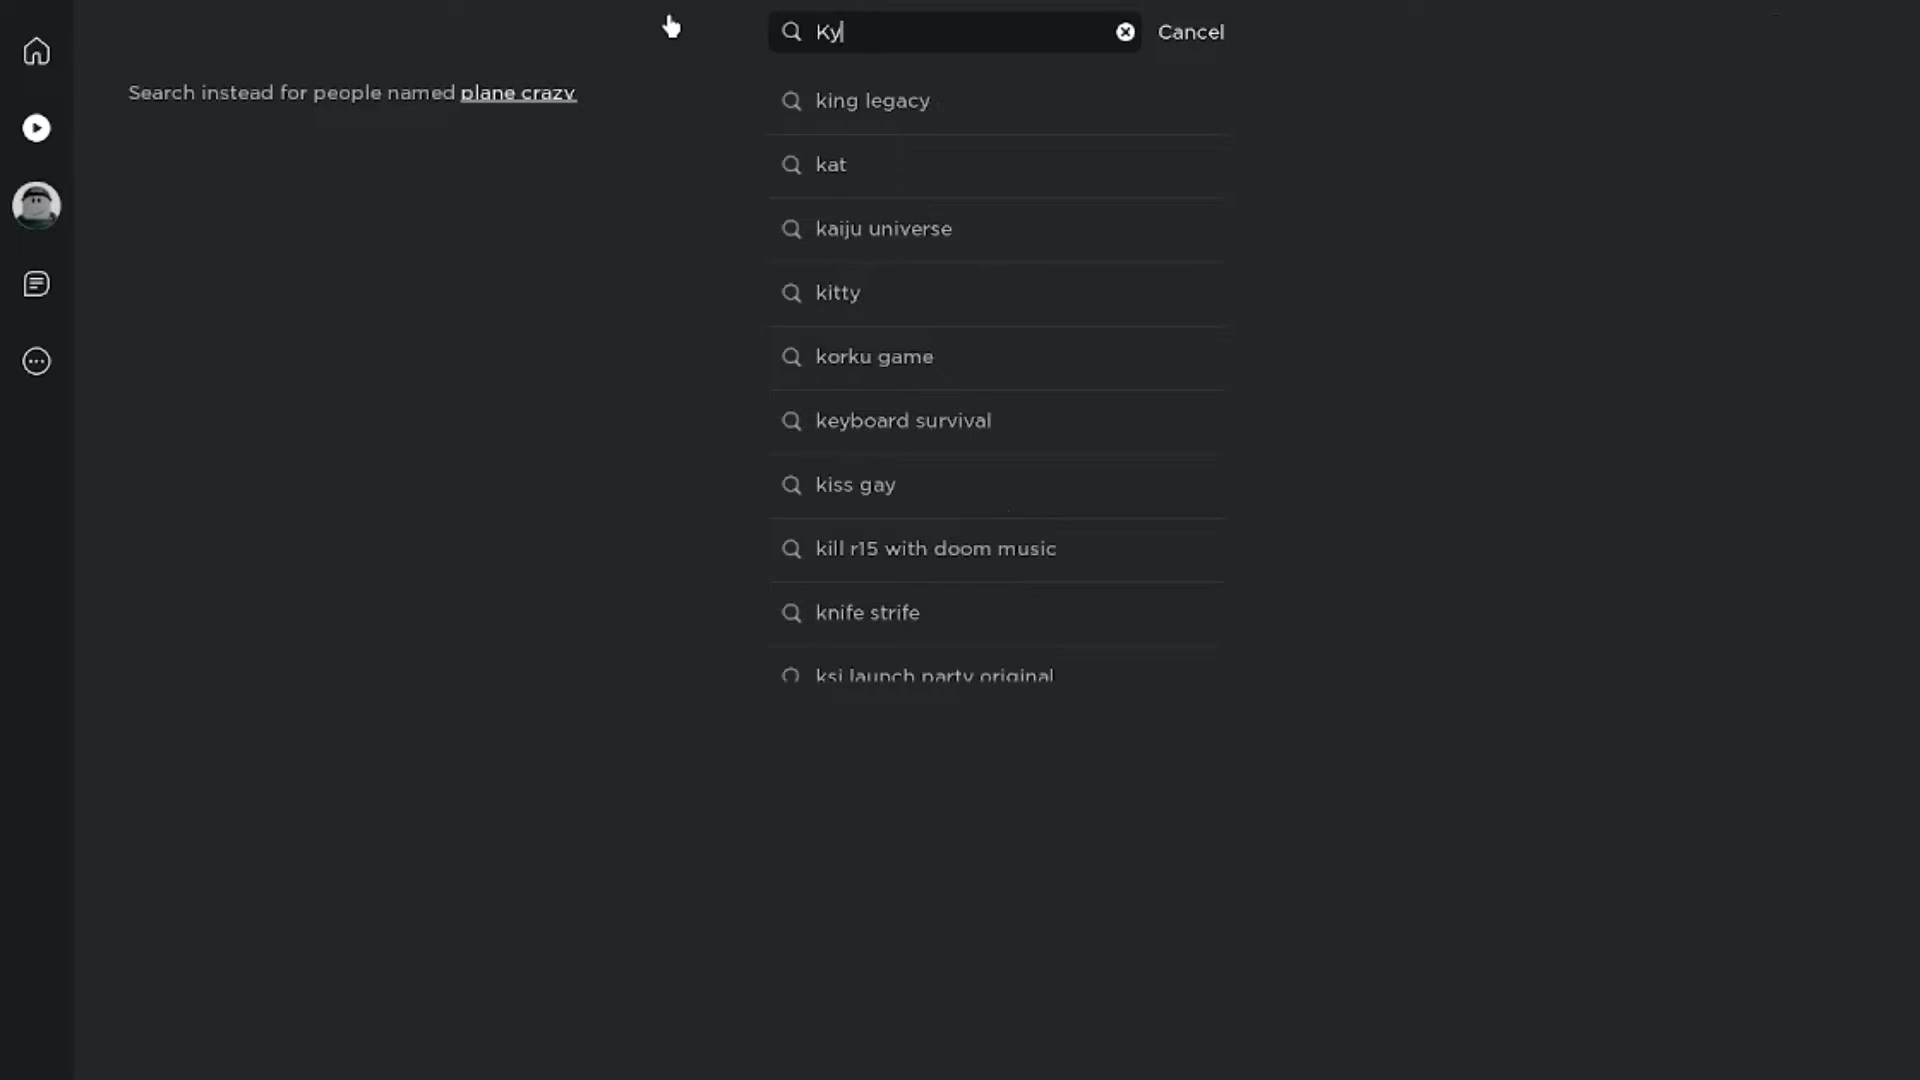 Ky
Cancel
Search instead for people named plane crazy
king legacy
kat
kaiju universe
kitty
korku game
keyboard survival
kiss gay
kill r15 with doom music
knife strife
ksi launch party original